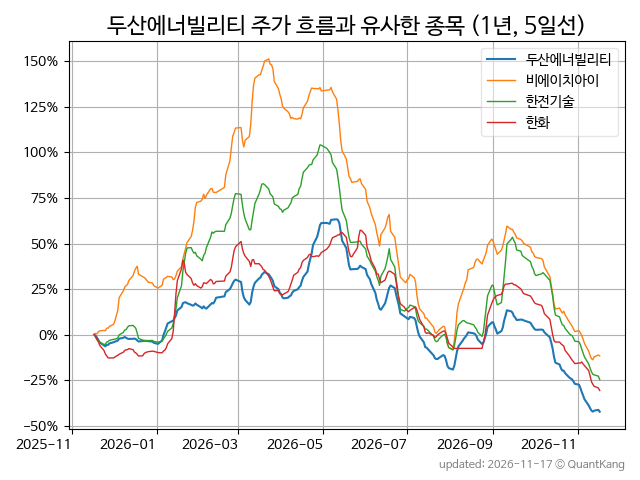 두산에너빌리티 주가 흐름과 유사한 종목 (1년, 5일선)
두산에너빌리티
비에이치아이
한전기술
한화
150%
125%
100%
75%
50%
25%
0%
−25%
−50%
2025-11
2026-01
2026-03
2026-05
2026-07
2026-09
2026-11
updated: 2026-11-17 © QuantKang